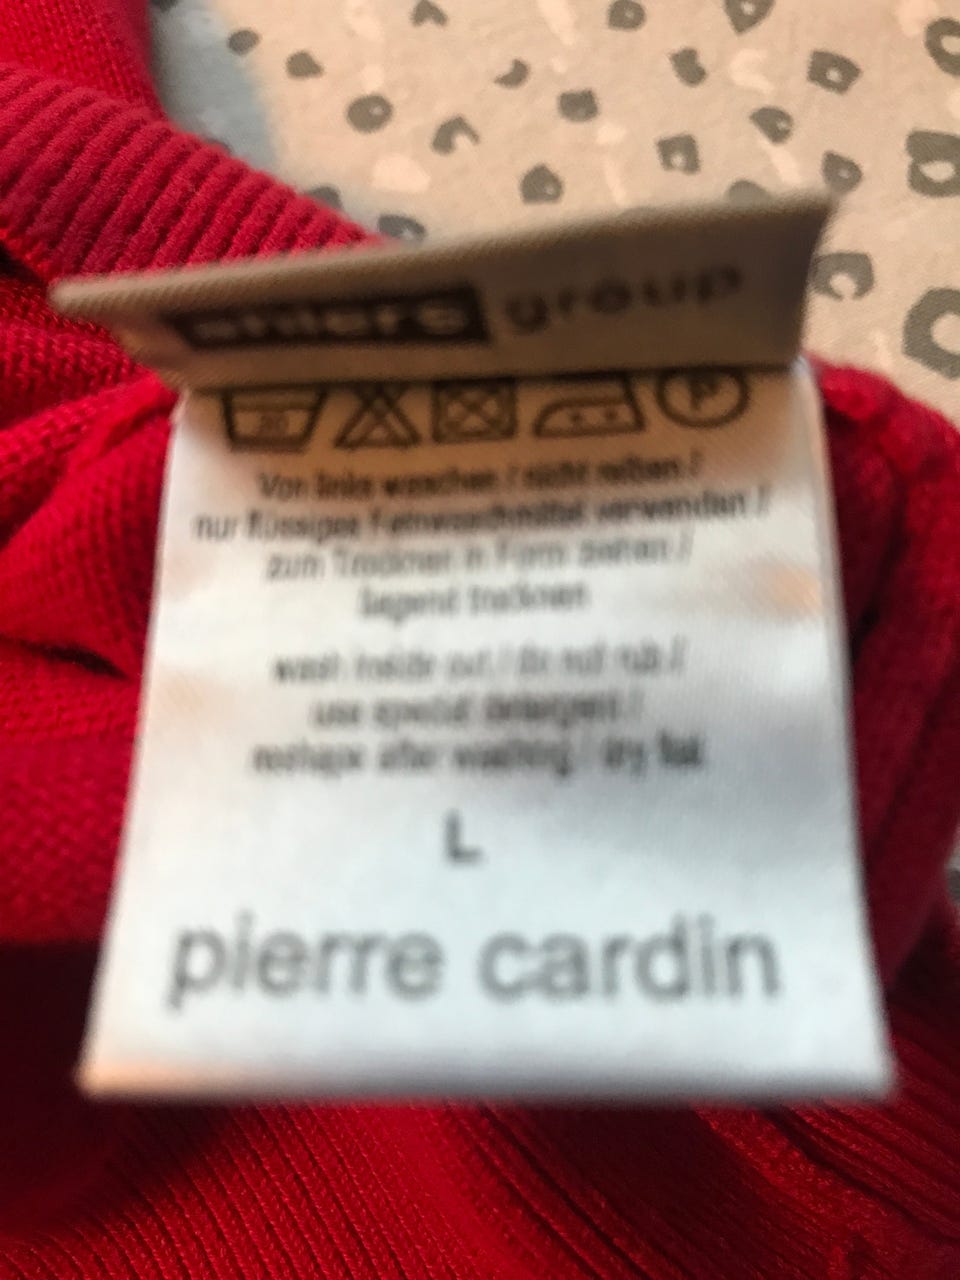 ahlers group
30
P
Von links waschen / nicht reiben /
nur flüssiges Feinwaschmittel verwenden /
zum Trocknen in Form ziehen /
liegend trocknen
wash inside out / do not rub /
use special detergent /
reshape after washing / dry flat
L
pierre cardin